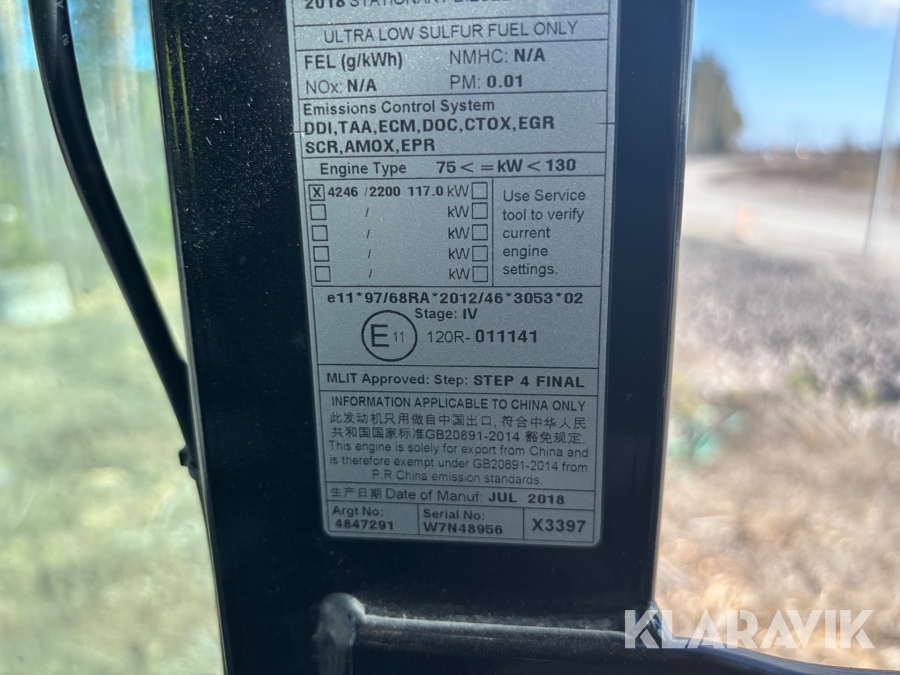 2018 STATIONARY DIESEL
ULTRA LOW SULFUR FUEL ONLY
FEL (g/kWh) NMHC: N/A
NOx: N/A PM: 0.01
Emissions Control System
DDI,TAA,ECM,DOC,CTOX,EGR
SCR,AMOX,EPR
Engine Type 75 < = kW < 130
X 4246 /2200 117.0 kW
/ kW
/ kW
/ kW
/ kW
Use Service
tool to verify
current
engine
settings.
e11*97/68RA*2012/46*3053*02
Stage: IV
E 11 120R- 011141
MLIT Approved: Step: STEP 4 FINAL
INFORMATION APPLICABLE TO CHINA ONLY
此发动机只用做自中国出口, 符合中华人民
共和国国家标准GB20891-2014 豁免规定.
This engine is solely for export from China and
is therefore exempt under GB20891-2014 from
P.R.China emission standards.
生产日期 Date of Manuf: JUL 2018
Argt No:
4847291
Serial No:
W7N48956
X3397
KLARAVIK